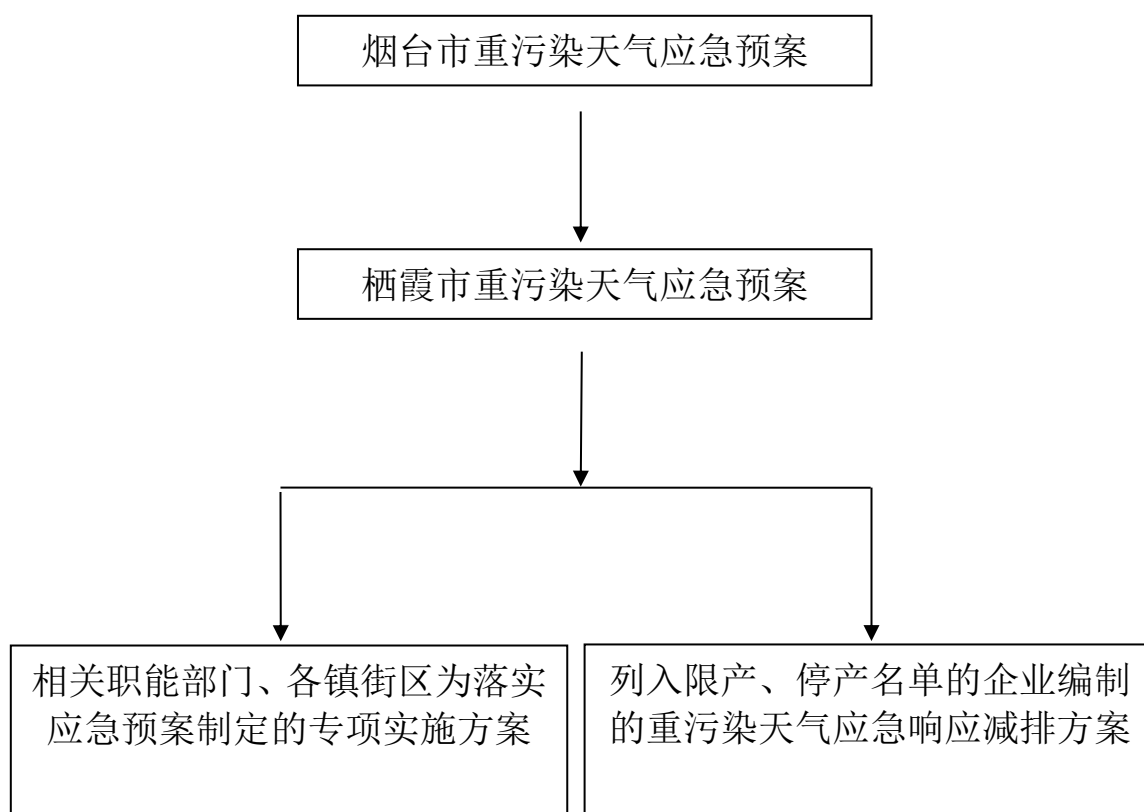 烟台市重污染天气应急预案
栖霞市重污染天气应急预案
相关职能部门、各镇街区为落实
应急预案制定的专项实施方案
列入限产、停产名单的企业编制
的重污染天气应急响应减排方案